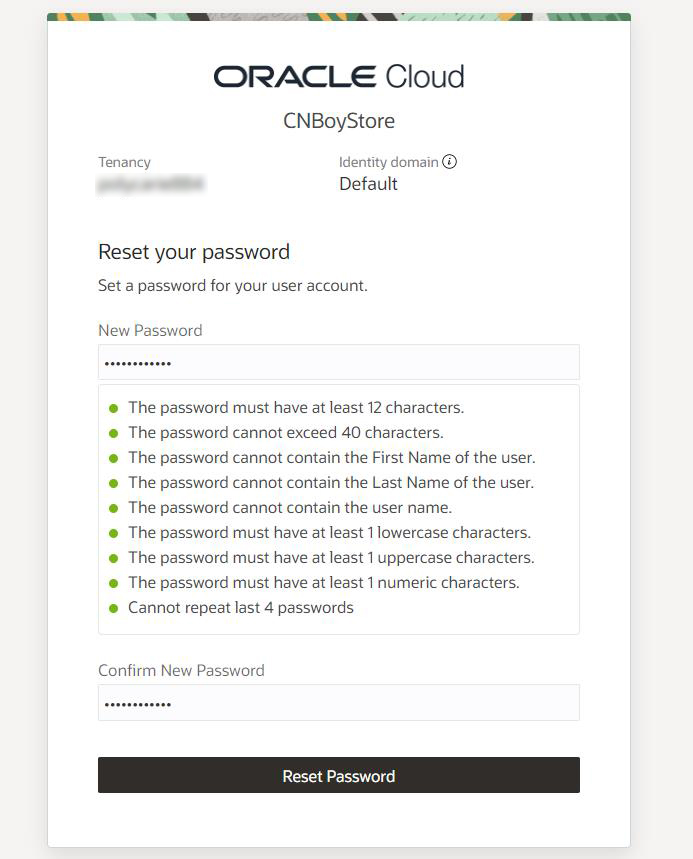 ORACLE Cloud
CNBoyStore
Tenancy
Identity domain
Default
Reset your password
Set a password for your user account.
New Password
••••••••••••
The password must have at least 12 characters.
The password cannot exceed 40 characters.
The password cannot contain the First Name of the user.
The password cannot contain the Last Name of the user.
The password cannot contain the user name.
The password must have at least 1 lowercase characters.
The password must have at least 1 uppercase characters.
The password must have at least 1 numeric characters.
Cannot repeat last 4 passwords
Confirm New Password
••••••••••••
Reset Password